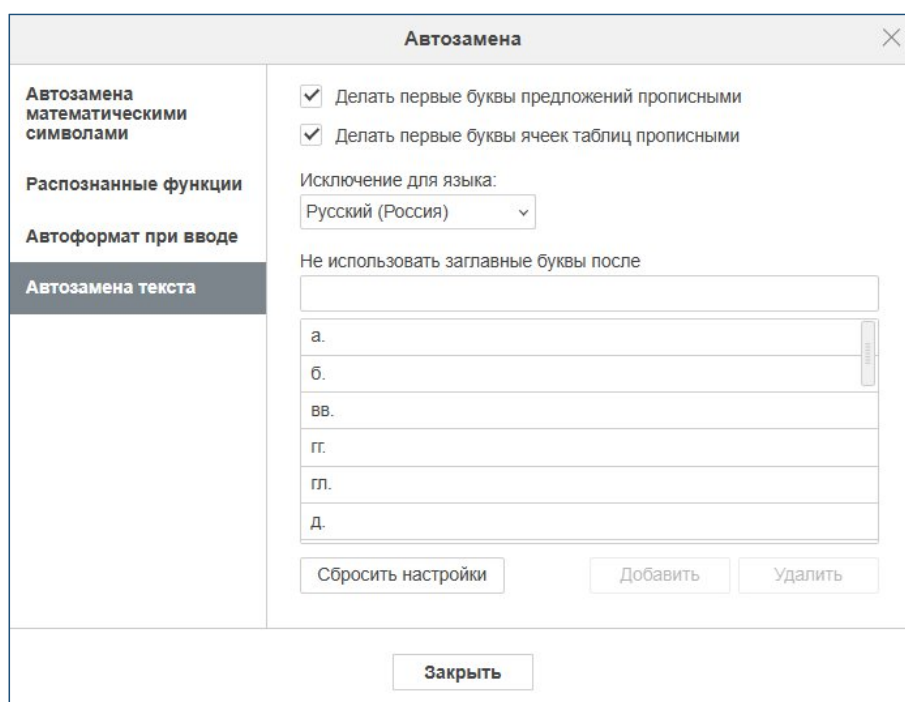 Автозамена
Автозамена
математическими
символами
Распознанные функции
Автоформат при вводе
Автозамена текста
Делать первые буквы предложений прописными
Делать первые буквы ячеек таблиц прописными
Исключение для языка:
Русский (Россия)
Не использовать заглавные буквы после
а.
б.
вв.
гг.
гл.
д.
Сбросить настройки
Добавить
Удалить
Закрыть